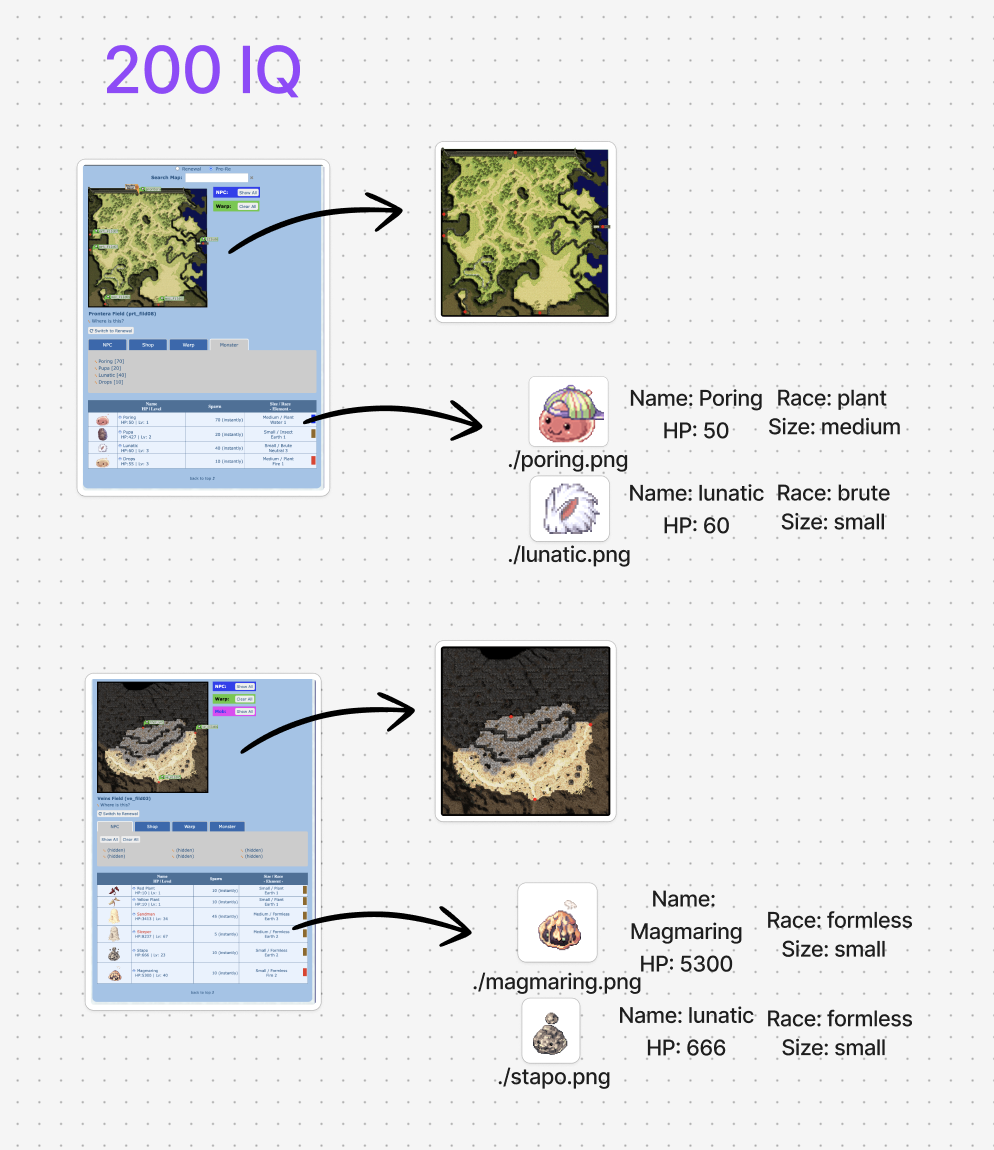 200 IQ
Renewal Pre-Re
Search Map:
NPC: Show All
Warp: Clear All
Prontera Field (prt_fild08)
Where is this?
Switch to Renewal
NPC Shop Warp Monster
Poring [70]
Pupa [20]
Lunatic [40]
Drops [10]
Name
HP | Level
Spawn
Size / Race
- Element -
Poring
HP:50 | Lv: 1
70 (instantly)
Medium / Plant
Water 1
Pupa
HP:427 | Lv: 2
20 (instantly)
Small / Insect
Earth 1
Lunatic
HP:60 | Lv: 3
40 (instantly)
Small / Brute
Neutral 3
Drops
HP:55 | Lv: 3
10 (instantly)
Medium / Plant
Fire 1
back to top
Name: Poring
HP: 50
Race: plant
Size: medium
./poring.png
Name: lunatic
HP: 60
Race: brute
Size: small
./lunatic.png
NPC: Show All
Warp: Clear All
Mob: Show All
Veins Field (ve_fild02)
Where is this?
Switch to Renewal
NPC Shop Warp Monster
Show All Clear All
(hidden) (hidden) (hidden)
(hidden) (hidden) (hidden)
Name
HP | Level
Spawn
Size / Race
- Element -
Red Plant
HP:10 | Lv: 1
10 (instantly)
Small / Plant
Earth 1
Yellow Plant
HP:10 | Lv: 1
10 (instantly)
Small / Plant
Earth 1
Sandman
HP:3413 | Lv: 34
Medium / Formless
Earth 3
Sleeper
HP:8237 | Lv: 67
5 (instantly)
Medium / Formless
Earth 2
Stapo
HP:666 | Lv: 23
10 (instantly)
Small / Formless
Earth 2
Magmaring
HP:5300 | Lv: 40
10 (instantly)
Small / Formless
Fire 2
back to top
Name:
Magmaring
HP: 5300
Race: formless
Size: small
./magmaring.png
Name: lunatic
HP: 666
Race: formless
Size: small
./stapo.png